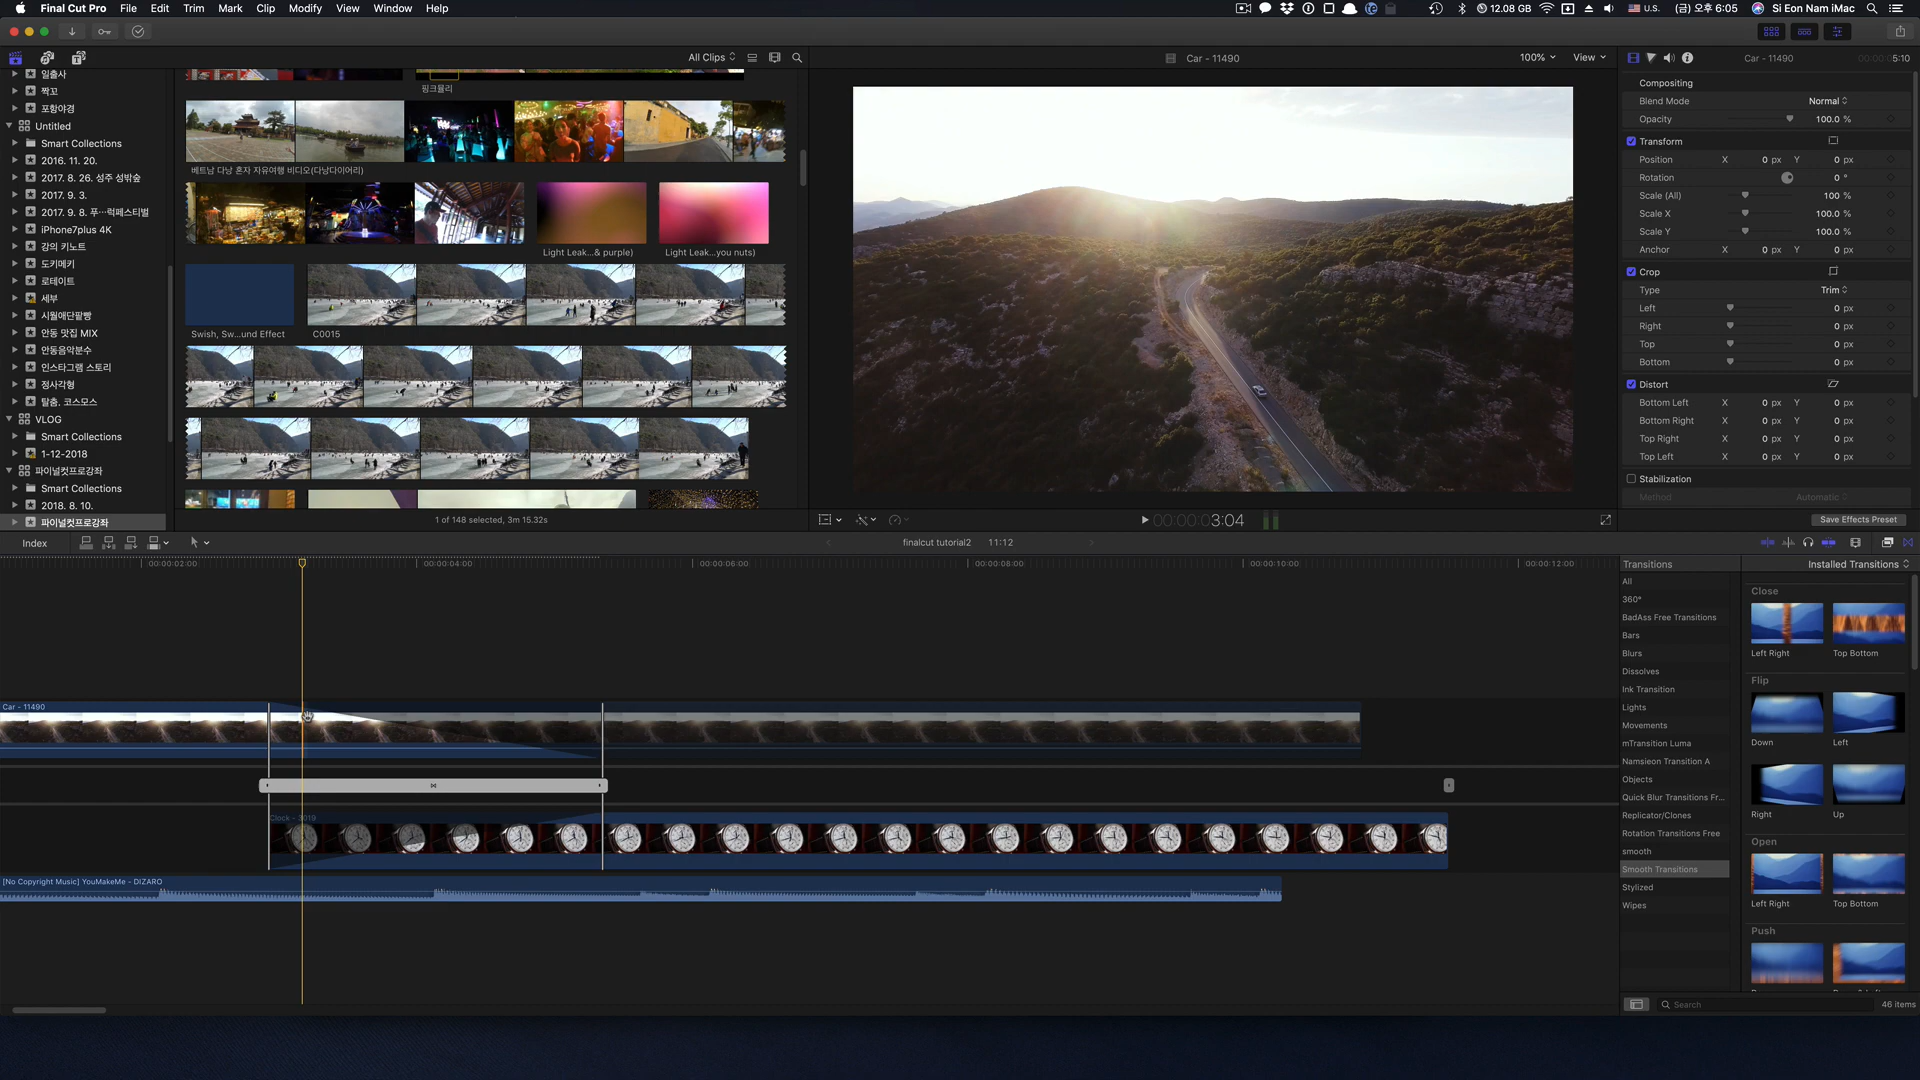 Final Cut Pro File Edit Trim Mark Clip Modify View Window Help
12.08 GB U.S. (금) 오후 6:05 Si Eon Nam iMac
All Clips
Car - 11490
100% View
Car - 11490 5:10
일출사
짝꼬
포항야경
Untitled
Smart Collections
2016. 11. 20.
2017. 8. 26. 성주 성밖숲
2017. 9. 3.
2017. 9. 8. 푸…럭페스티벌
iPhone7plus 4K
강의 키노트
도키메키
로테이트
세부
시월애단팥빵
안동 맛집 MIX
안동음악분수
인스타그램 스토리
정사각형
탈춤, 코스모스
VLOG
Smart Collections
1-12-2018
파이널컷프로강좌
Smart Collections
2018. 8. 10.
파이널컷프로강좌
핑크뮬리
베트남 다낭 혼자 자유여행 비디오(다낭다이어리)
Light Leak...& purple)
Light Leak...you nuts)
Swish, Sw...und Effect
C0015
1 of 148 selected, 3m 15.32s
00:00:00:03:04
Compositing
Blend Mode Normal
Opacity 100.0 %
Transform
Position X 0 px Y 0 px
Rotation 0 °
Scale (All) 100 %
Scale X 100.0 %
Scale Y 100.0 %
Anchor X 0 px Y 0 px
Crop
Type Trim
Left 0 px
Right 0 px
Top 0 px
Bottom 0 px
Distort
Bottom Left X 0 px Y 0 px
Bottom Right X 0 px Y 0 px
Top Right X 0 px Y 0 px
Top Left X 0 px Y 0 px
Stabilization
Method Automatic
Save Effects Preset
Index
finalcut tutorial2 11:12
00:00:02:00 00:00:04:00 00:00:06:00 00:00:08:00 00:00:10:00 00:00:12:00
Car - 11490
Clock - 3019
[No Copyright Music] YouMakeMe - DIZARO
Transitions
Installed Transitions
All
360°
BadAss Free Transitions
Bars
Blurs
Dissolves
Ink Transition
Lights
Movements
mTransition Luma
Namsieon Transition A
Objects
Quick Blur Transitions Fr...
Replicator/Clones
Rotation Transitions Free
smooth
Smooth Transitions
Stylized
Wipes
Close
Left Right Top Bottom
Flip
Down Left
Right Up
Open
Left Right Top Bottom
Push
Search
46 items